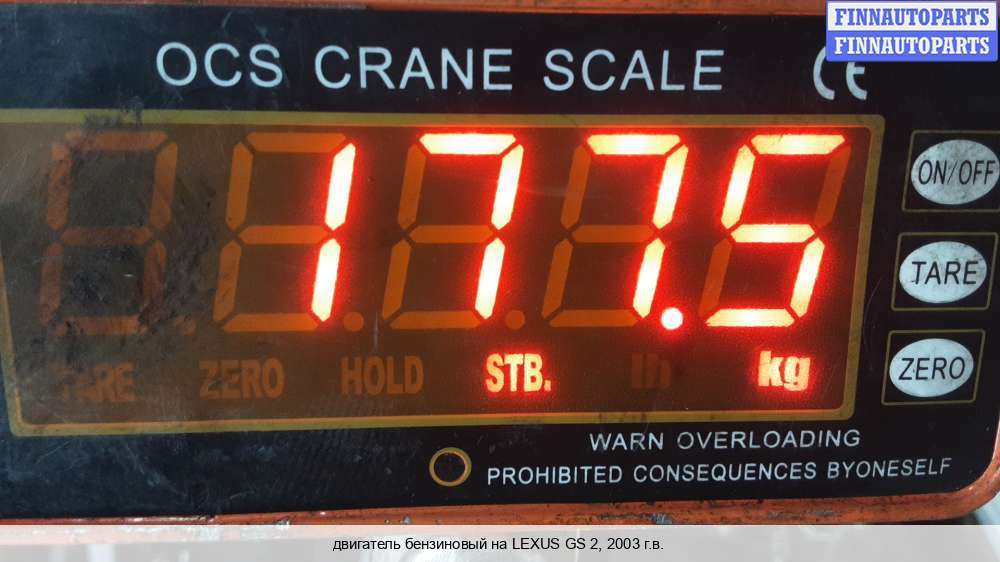 FINNAUTOPARTS
FINNAUTOPARTS
OCS CRANE SCALE
CE
177.5
ON/OFF
TARE
ZERO
TARE ZERO HOLD STB. lb kg
WARN OVERLOADING
PROHIBITED CONSEQUENCES BYONESELF
двигатель бензиновый на LEXUS GS 2, 2003 г.в.